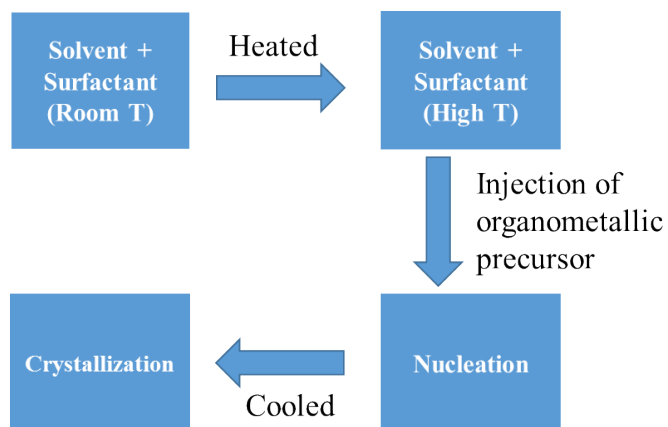 Solvent +
Surfactant
(Room T)
Heated
Solvent +
Surfactant
(High T)
Injection of
organometallic
precursor
Nucleation
Cooled
Crystallization